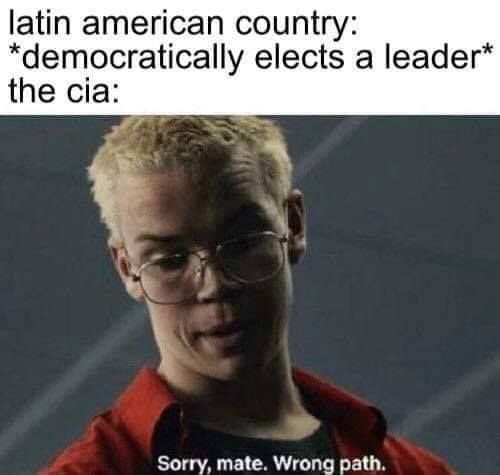 latin american country:
*democratically elects a leader*
the cia:
Sorry, mate. Wrong path.